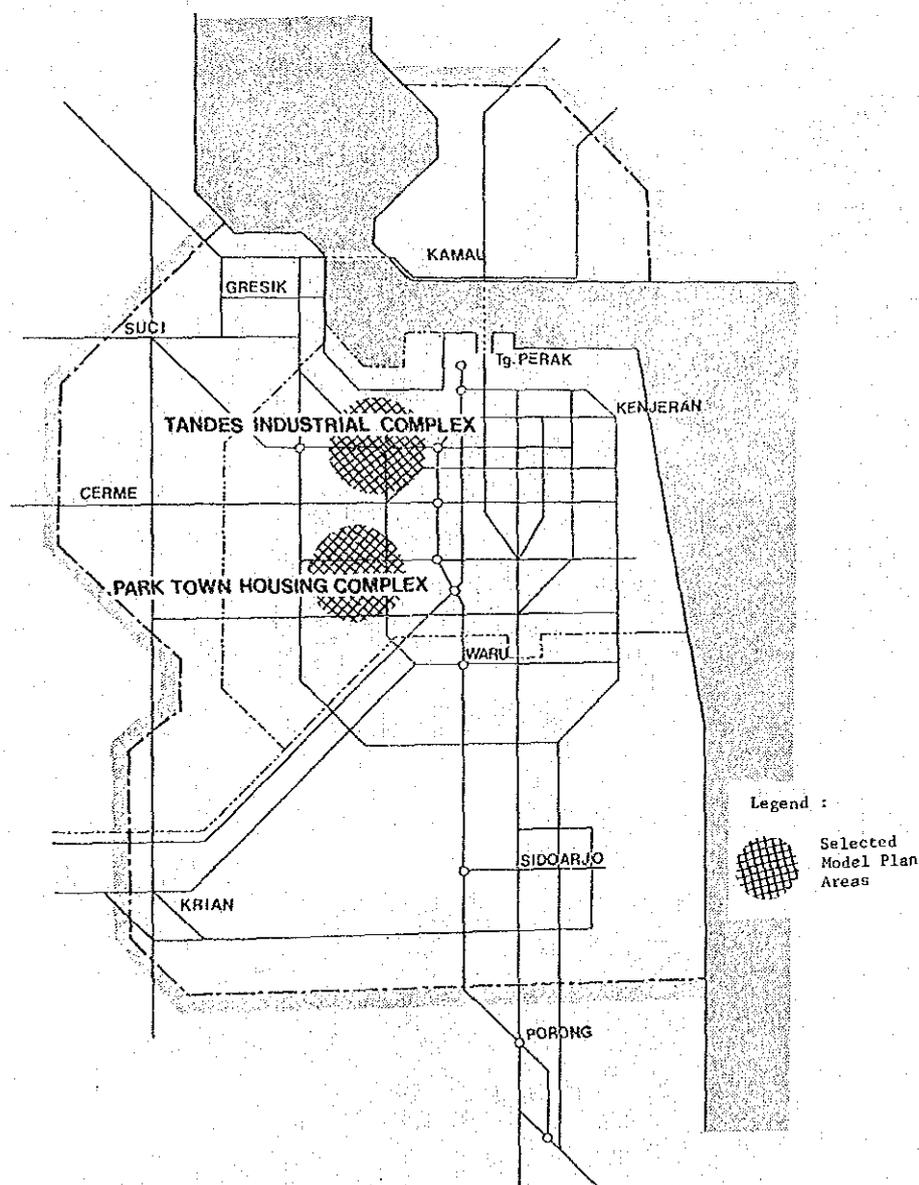 KAMAL
GRESIK
SUCI
Tg. PERAK
KENJERAN
TANDES INDUSTRIAL COMPLEX
CERME
PARK TOWN HOUSING COMPLEX
WARU
Legend :
Selected
Model Plan
Areas
SIDOARJO
KRIAN
PORONG